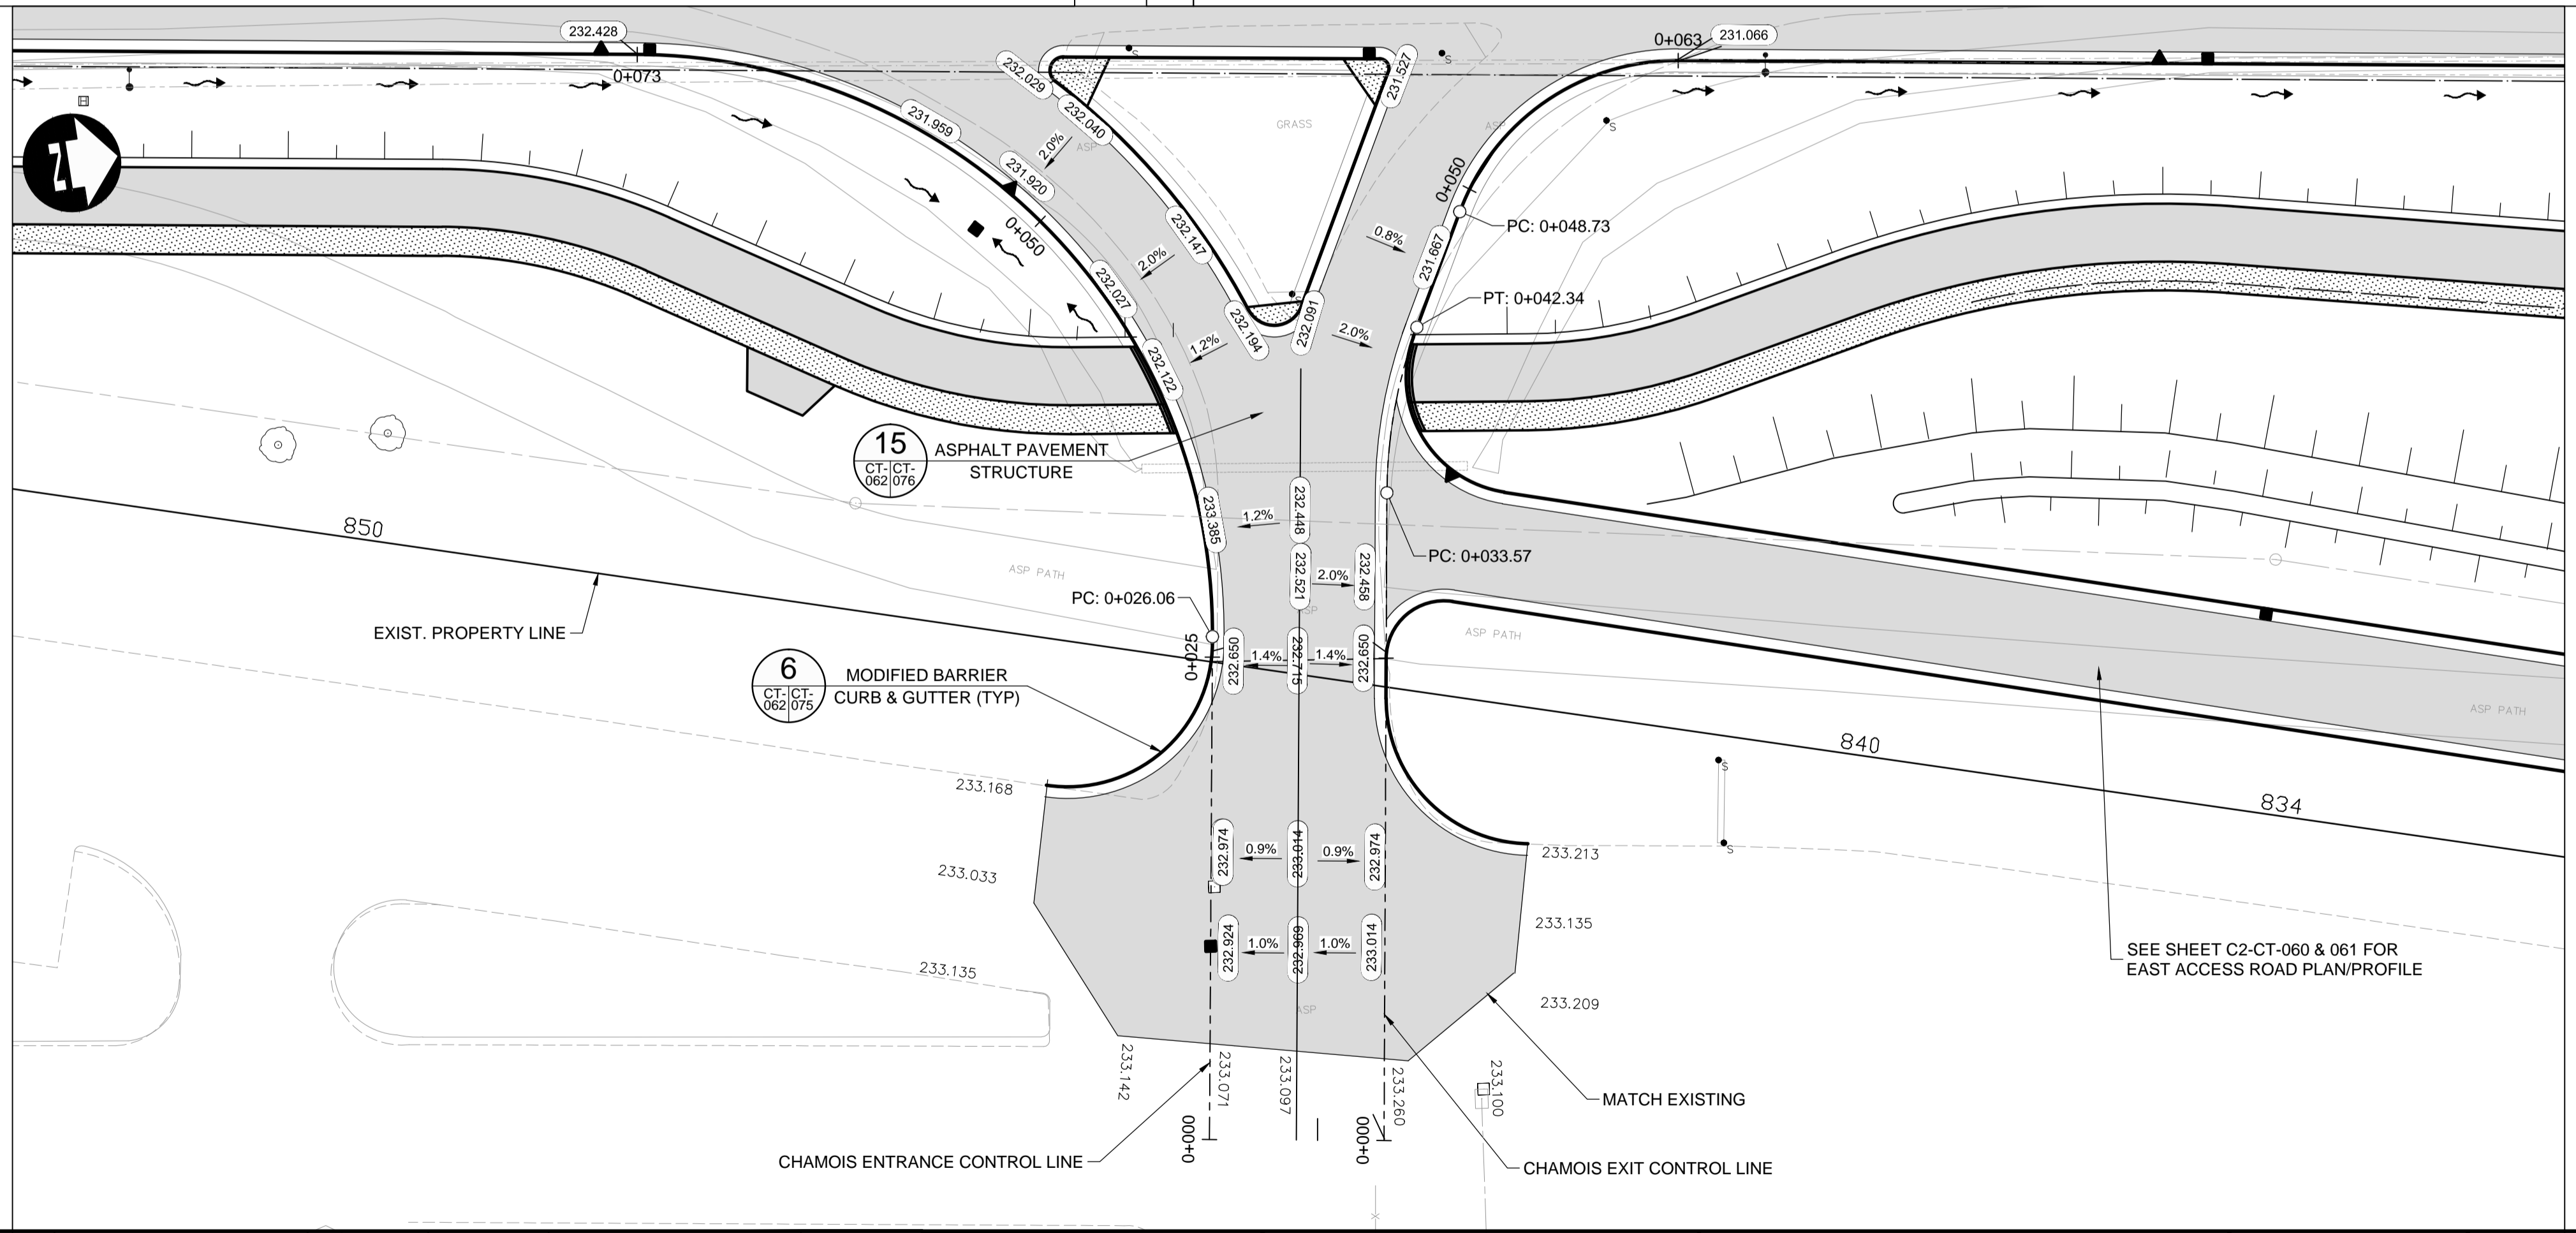 232.428
0+073
0+063
231.066
232.029
231.527
232.040
231.959
GRASS
ASP
2.0%
ASP
231.920
0+050
0+050
232.147
PC: 0+048.73
0.8%
231.667
2.0%
232.027
PT: 0+042.34
232.194
232.091
2.0%
1.2%
232.122
15
CT-062
CT-076
ASPHALT PAVEMENT
STRUCTURE
850
233.385
1.2%
232.448
PC: 0+033.57
232.521
2.0%
232.458
ASP PATH
PC: 0+026.06
ASP
EXIST. PROPERTY LINE
0+025
232.650
1.4%
232.715
1.4%
232.650
ASP PATH
6
CT-062
CT-075
MODIFIED BARRIER
CURB & GUTTER (TYP)
ASP PATH
840
834
233.168
232.974
0.9%
233.014
0.9%
232.974
233.213
233.033
233.135
232.924
1.0%
232.969
1.0%
233.014
233.135
SEE SHEET C2-CT-060 & 061 FOR
EAST ACCESS ROAD PLAN/PROFILE
233.209
ASP
233.142
233.071
233.097
233.260
233.100
MATCH EXISTING
0+000
0+000
CHAMOIS ENTRANCE CONTROL LINE
CHAMOIS EXIT CONTROL LINE
S
S
S
S
S